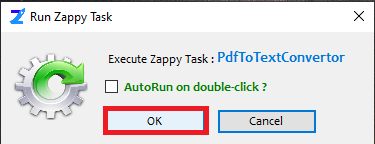 Run Zappy Task
Execute Zappy Task : PdfToTextConvertor
AutoRun on double-click ?
OK Cancel